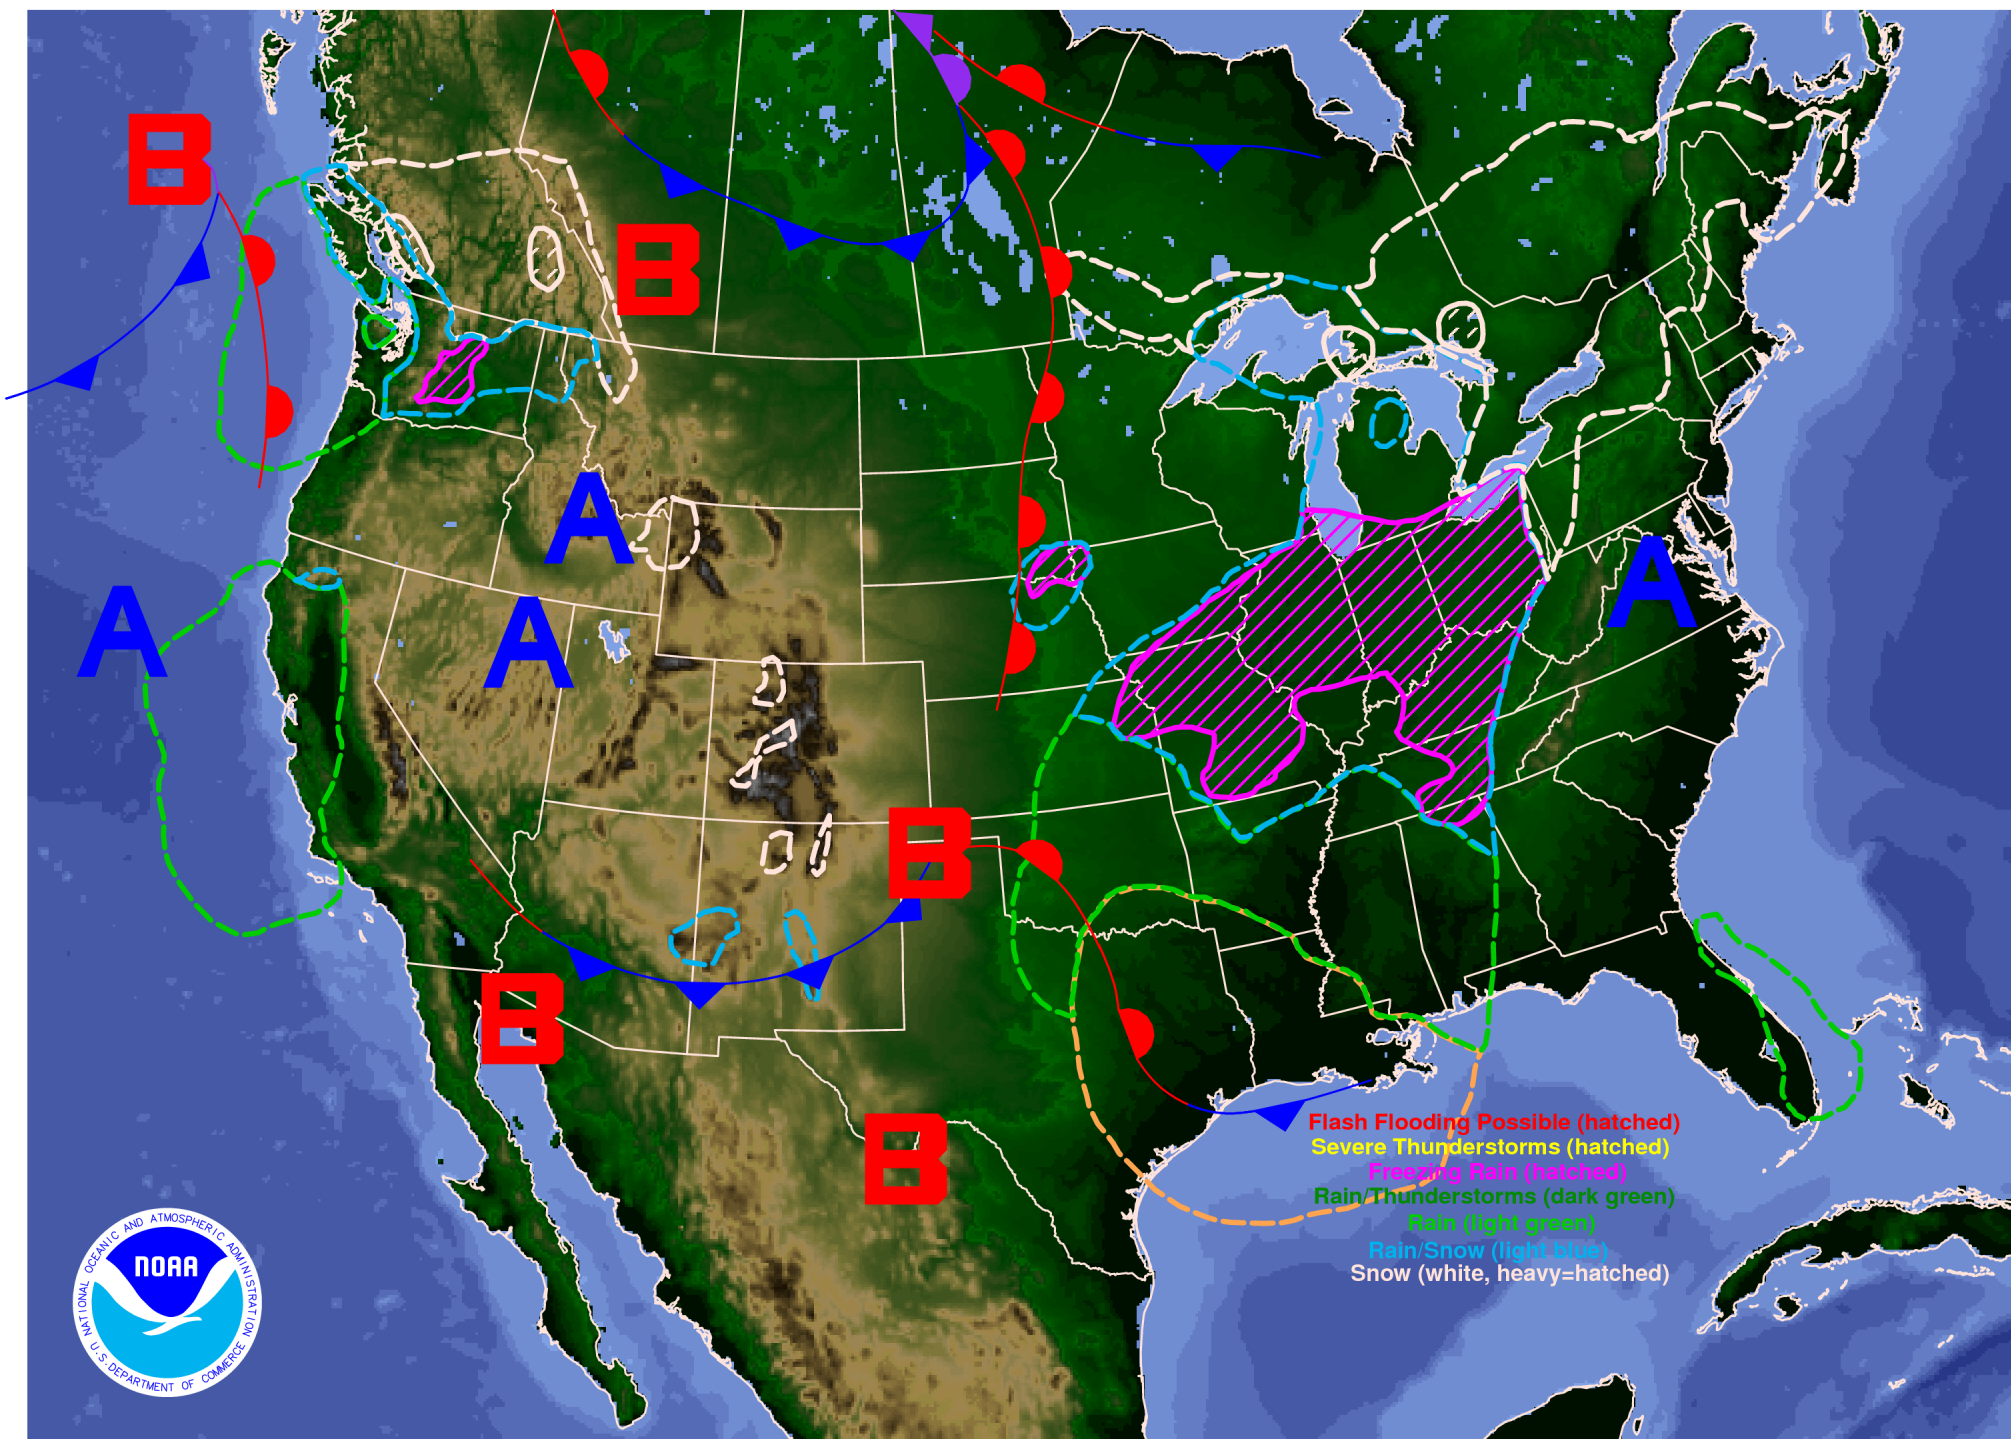 B
B
A
A
A
A
B
B
B
Flash Flooding Possible (hatched)
Severe Thunderstorms (hatched)
Freezing Rain (hatched)
Rain/Thunderstorms (dark green)
Rain (light green)
Rain/Snow (light blue)
Snow (white, heavy=hatched)
NATIONAL OCEANIC AND ATMOSPHERIC ADMINISTRATION
NOAA
U.S. DEPARTMENT OF COMMERCE